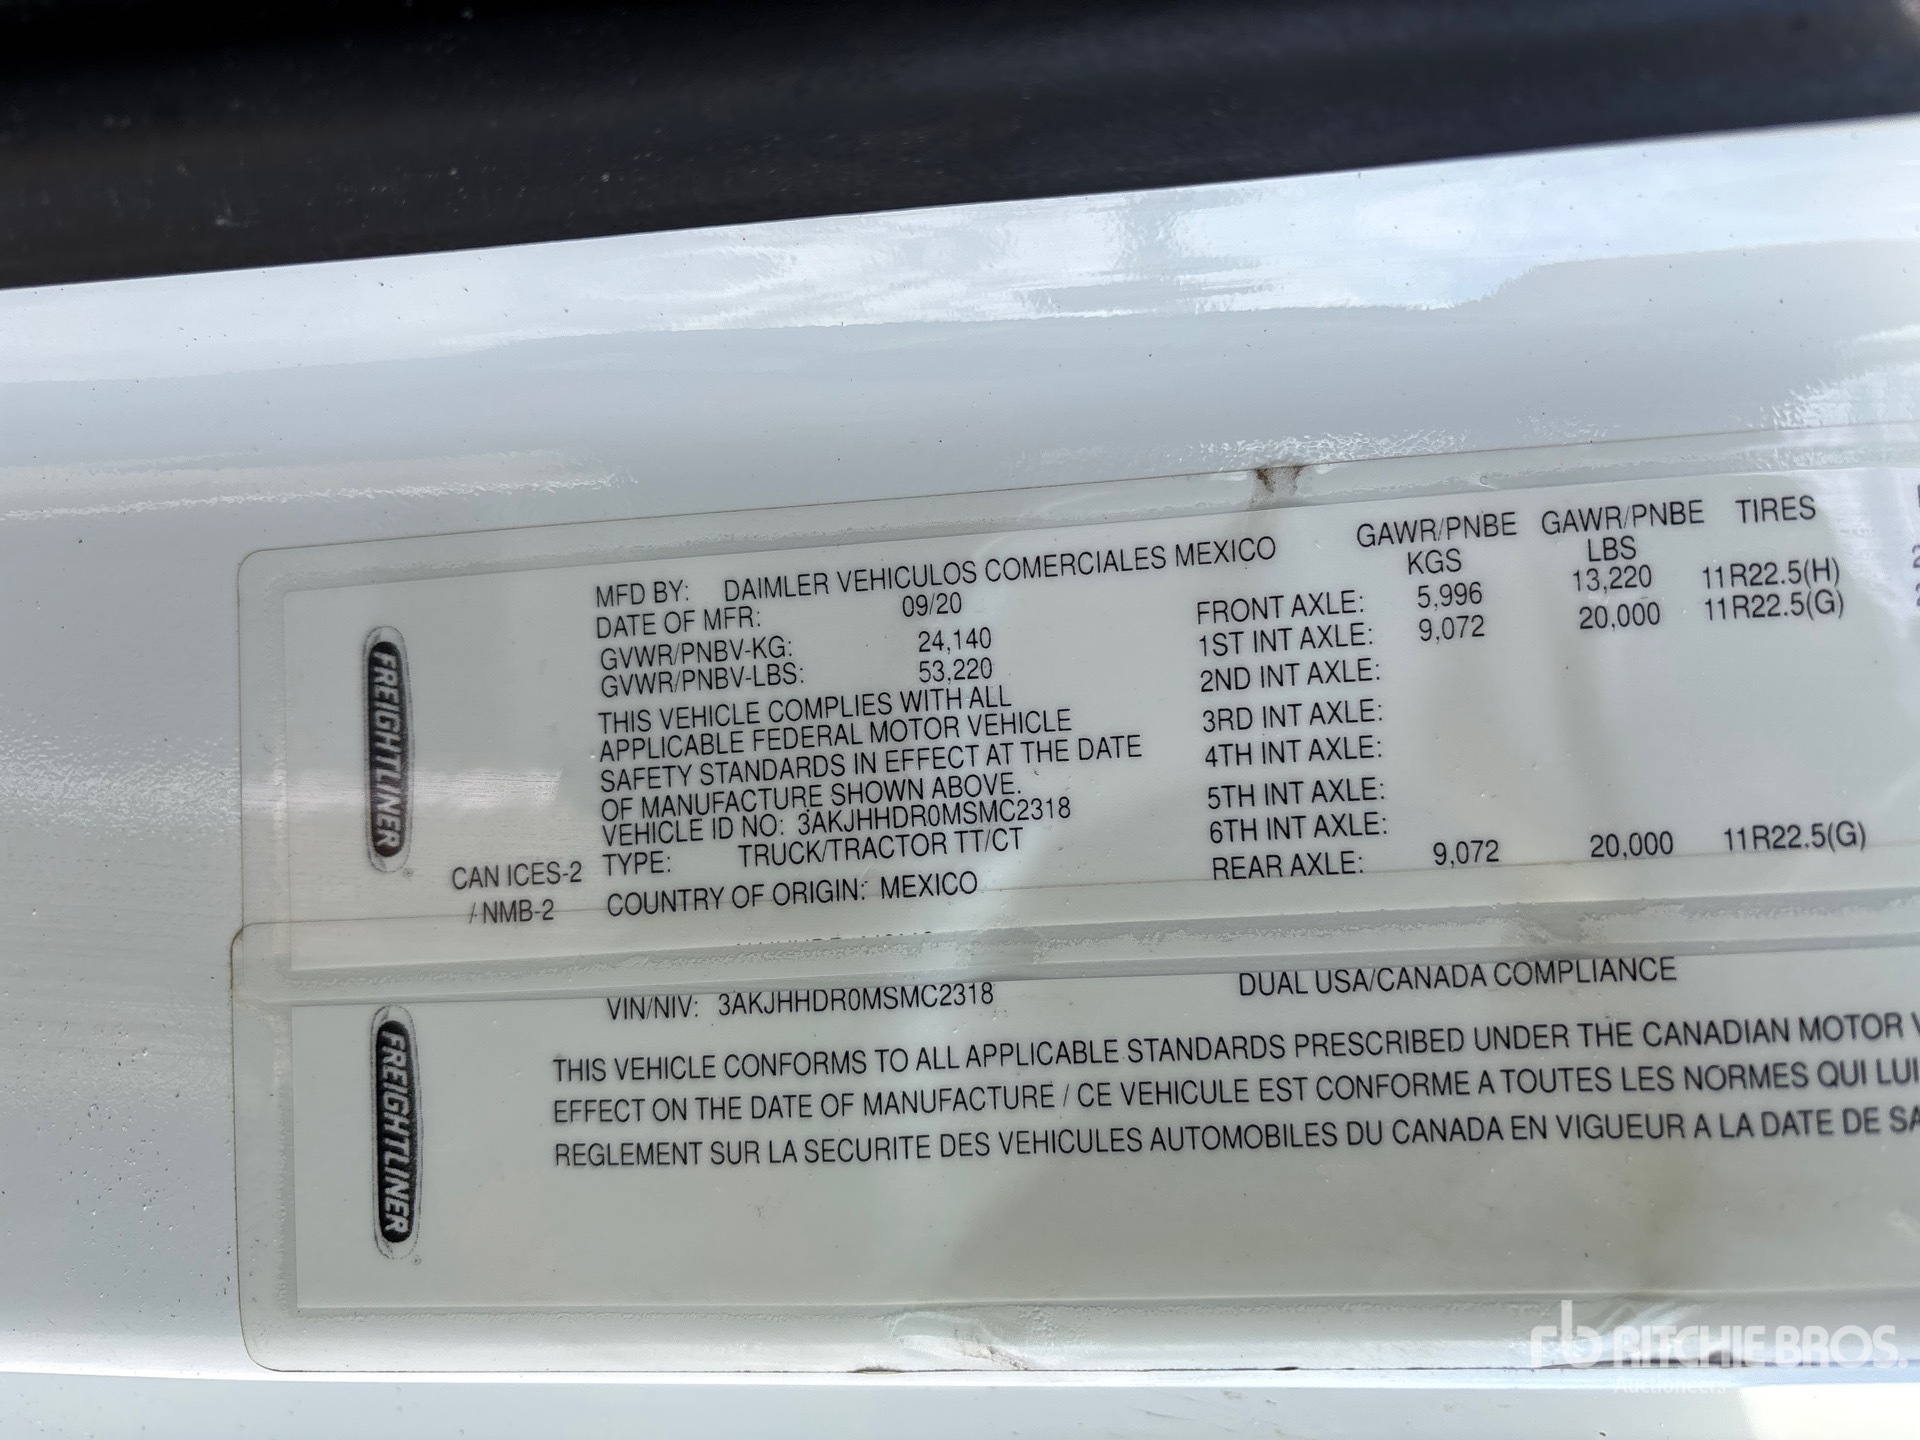 FREIGHTLINER
CAN ICES-2
/ NMB-2
MFD BY: DAIMLER VEHICULOS COMERCIALES MEXICO
DATE OF MFR: 09/20
GVWR/PNBV-KG: 24,140
GVWR/PNBV-LBS: 53,220
THIS VEHICLE COMPLIES WITH ALL
APPLICABLE FEDERAL MOTOR VEHICLE
SAFETY STANDARDS IN EFFECT AT THE DATE
OF MANUFACTURE SHOWN ABOVE.
VEHICLE ID NO: 3AKJHHDR0MSMC2318
TYPE: TRUCK/TRACTOR TT/CT
COUNTRY OF ORIGIN: MEXICO
GAWR/PNBE GAWR/PNBE TIRES
KGS LBS
FRONT AXLE: 5,996 13,220 11R22.5(H)
1ST INT AXLE: 9,072 20,000 11R22.5(G)
2ND INT AXLE:
3RD INT AXLE:
4TH INT AXLE:
5TH INT AXLE:
6TH INT AXLE:
REAR AXLE: 9,072 20,000 11R22.5(G)
FREIGHTLINER
VIN/NIV: 3AKJHHDR0MSMC2318 DUAL USA/CANADA COMPLIANCE
THIS VEHICLE CONFORMS TO ALL APPLICABLE STANDARDS PRESCRIBED UNDER THE CANADIAN MOTOR V
EFFECT ON THE DATE OF MANUFACTURE / CE VEHICULE EST CONFORME A TOUTES LES NORMES QUI LUI
REGLEMENT SUR LA SECURITE DES VEHICULES AUTOMOBILES DU CANADA EN VIGUEUR A LA DATE DE SA
rb RITCHIE BROS.
Auctioneers